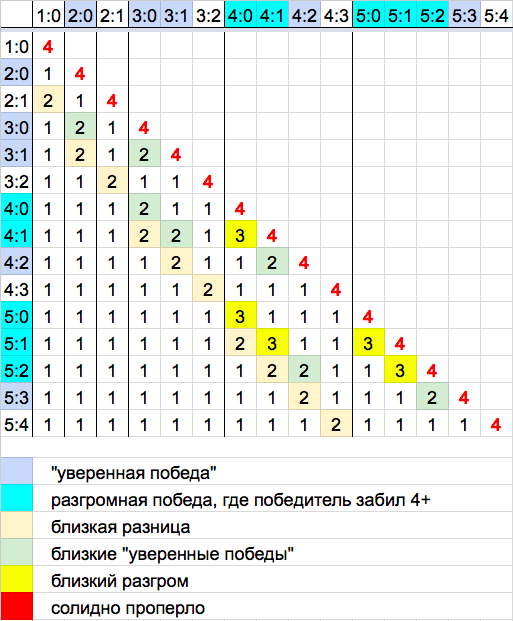 1:0 2:0 2:1 3:0 3:1 3:2 4:0 4:1 4:2 4:3 5:0 5:1 5:2 5:3 5:4
1:0 4
2:0 1 4
2:1 2 1 4
3:0 1 2 1 4
3:1 1 2 1 2 4
3:2 1 1 2 1 1 4
4:0 1 1 1 2 1 1 4
4:1 1 1 1 2 2 1 3 4
4:2 1 1 1 1 2 1 1 2 4
4:3 1 1 1 1 1 2 1 1 1 4
5:0 1 1 1 1 1 1 3 1 1 1 4
5:1 1 1 1 1 1 1 2 3 1 1 3 4
5:2 1 1 1 1 1 1 1 2 2 1 1 3 4
5:3 1 1 1 1 1 1 1 1 2 1 1 1 2 4
5:4 1 1 1 1 1 1 1 1 1 2 1 1 1 1 4
"уверенная победа"
разгромная победа, где победитель забил 4+
близкая разница
близкие "уверенные победы"
близкий разгром
солидно проперло